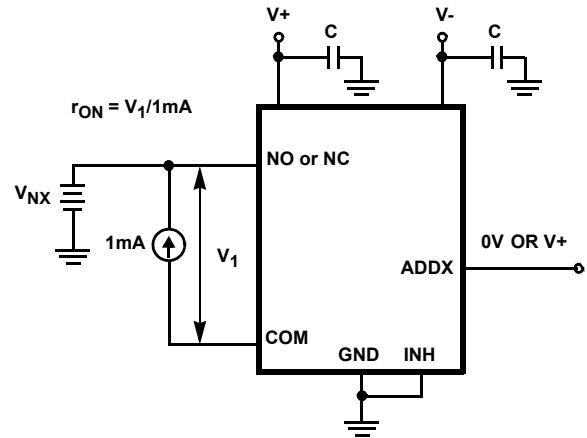 V+
C
V-
C
rON = V1/1mA
NO or NC
VNX
1mA
V1
0V OR V+
ADDX
COM
GND
INH